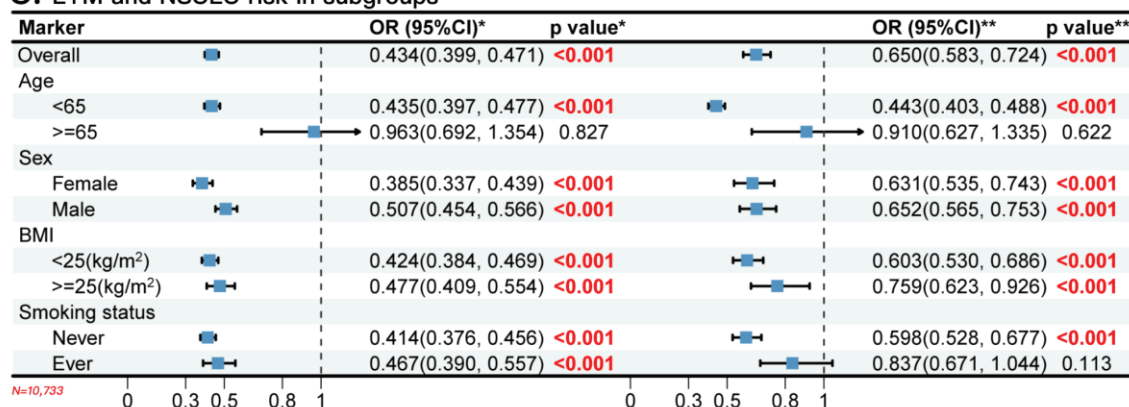 LYM and NSCLC risk in subgroups
Marker OR (95%CI)* p value* OR (95%CI)** p value**
Overall 0.434(0.399, 0.471) <0.001 0.650(0.583, 0.724) <0.001
Age
<65 0.435(0.397, 0.477) <0.001 0.443(0.403, 0.488) <0.001
>=65 0.963(0.692, 1.354) 0.827 0.910(0.627, 1.335) 0.622
Sex
Female 0.385(0.337, 0.439) <0.001 0.631(0.535, 0.743) <0.001
Male 0.507(0.454, 0.566) <0.001 0.652(0.565, 0.753) <0.001
BMI
<25(kg/m²) 0.424(0.384, 0.469) <0.001 0.603(0.530, 0.686) <0.001
>=25(kg/m²) 0.477(0.409, 0.554) <0.001 0.759(0.623, 0.926) <0.001
Smoking status
Never 0.414(0.376, 0.456) <0.001 0.598(0.528, 0.677) <0.001
Ever 0.467(0.390, 0.557) <0.001 0.837(0.671, 1.044) 0.113
N=10,733
0 0.3 0.5 0.8 1 0 0.3 0.5 0.8 1